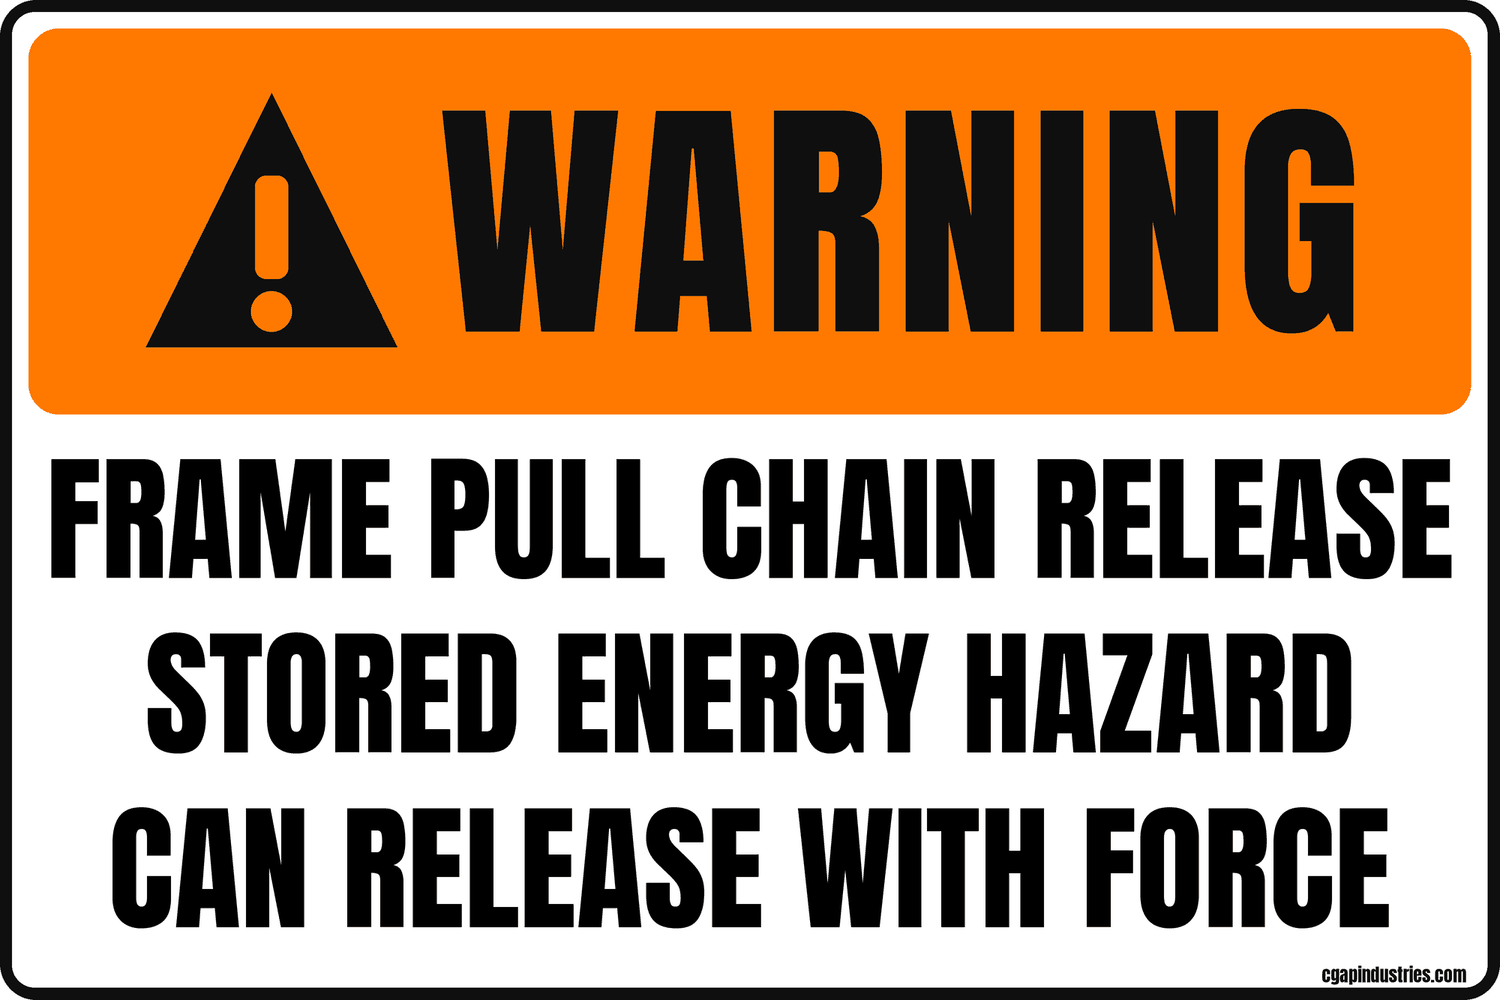 WARNING
FRAME PULL CHAIN RELEASE
STORED ENERGY HAZARD
CAN RELEASE WITH FORCE
cgapindustries.com